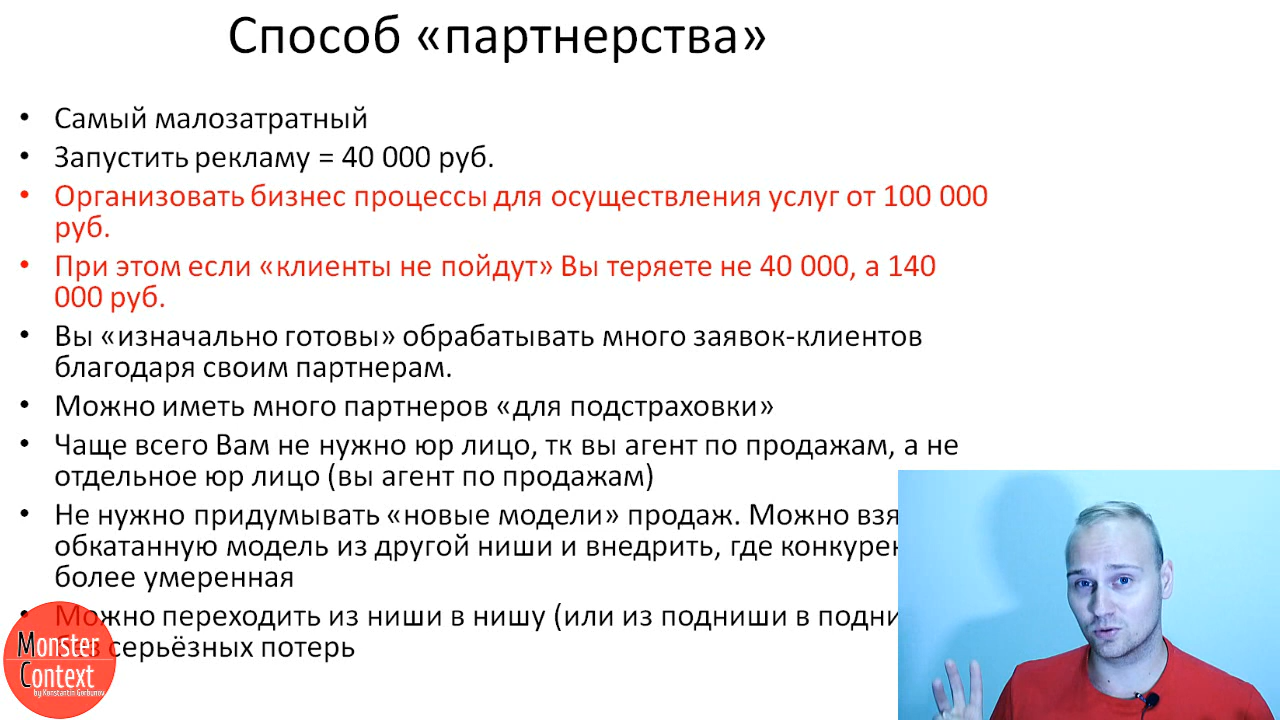 Способ «партнерства»
• Самый малозатратный
• Запустить рекламу = 40 000 руб.
• Организовать бизнес процессы для осуществления услуг от 100 000
руб.
• При этом если «клиенты не пойдут» Вы теряете не 40 000, а 140
000 руб.
• Вы «изначально готовы» обрабатывать много заявок-клиентов
благодаря своим партнерам.
• Можно иметь много партнеров «для подстраховки»
• Чаще всего Вам не нужно юр лицо, тк вы агент по продажам, а не
отдельное юр лицо (вы агент по продажам)
• Не нужно придумывать «новые модели» продаж. Можно взя
обкатанную модель из другой ниши и внедрить, где конкурен
более умеренная
• Можно переходить из ниши в нишу (или из подниши в подни
без серьёзных потерь
Monster
Context
by Konstantin Gorbunov